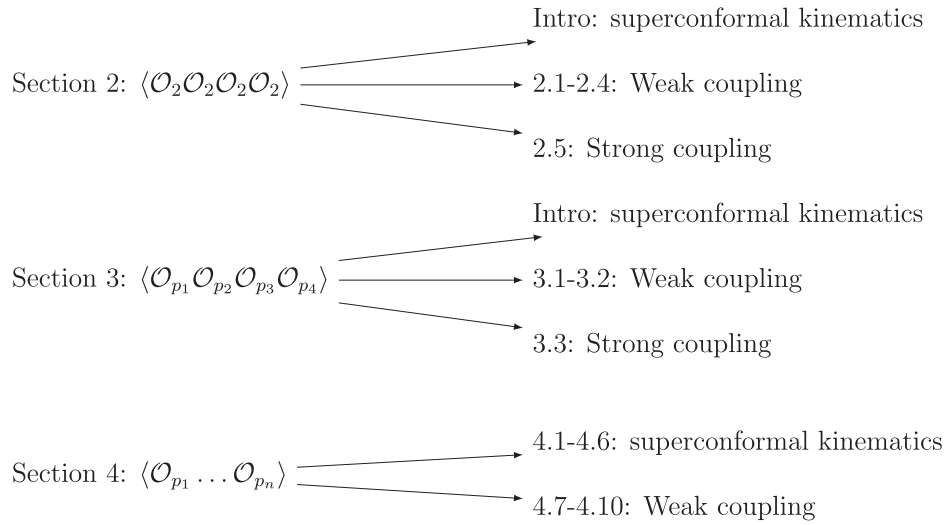 Intro: superconformal kinematics
Section 2: ⟨𝒪₂𝒪₂𝒪₂𝒪₂⟩
2.1-2.4: Weak coupling
2.5: Strong coupling
Intro: superconformal kinematics
Section 3: ⟨𝒪_{p₁}𝒪_{p₂}𝒪_{p₃}𝒪_{p₄}⟩
3.1-3.2: Weak coupling
3.3: Strong coupling
4.1-4.6: superconformal kinematics
Section 4: ⟨𝒪_{p₁} … 𝒪_{pₙ}⟩
4.7-4.10: Weak coupling